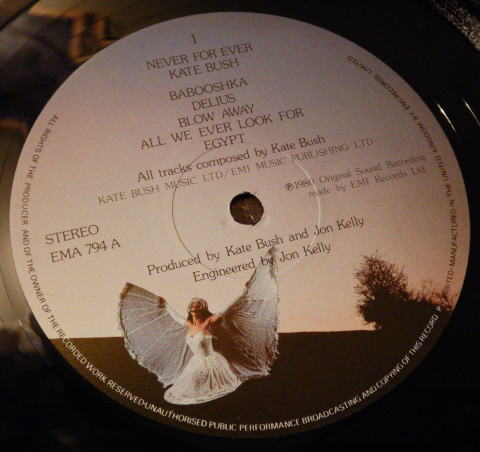 1
NEVER FOR EVER
KATE BUSH
BABOOSHKA
DELIUS
BLOW AWAY
ALL WE EVER LOOK FOR
EGYPT
All tracks composed by Kate Bush
KATE BUSH MUSIC LTD/EMI MUSIC PUBLISHING LTD
℗1980 Original Sound Recording
made by EMI Records Ltd
STEREO
EMA 794 A
Produced by Kate Bush and Jon Kelly
Engineered by Jon Kelly
ALL RIGHTS OF THE PRODUCER AND OF THE OWNER OF THE RECORDED WORK RESERVED•UNAUTHORISED PUBLIC PERFORMANCE BROADCASTING AND COPYING OF THIS RECORD PROHIBITED•MANUFACTURED IN THE UNITED KINGDOM BY EMI RECORDS LIMITED